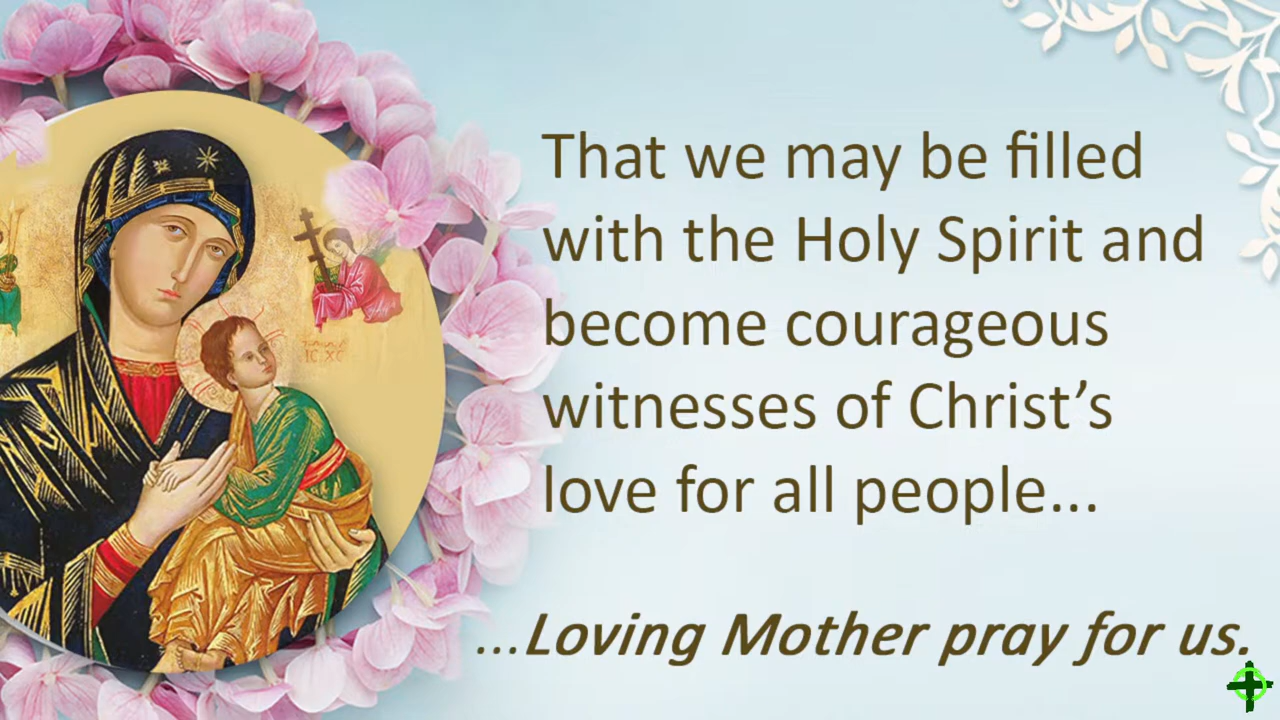 That we may be filled
with the Holy Spirit and
become courageous
witnesses of Christ’s
love for all people...
...Loving Mother pray for us.
IC XC